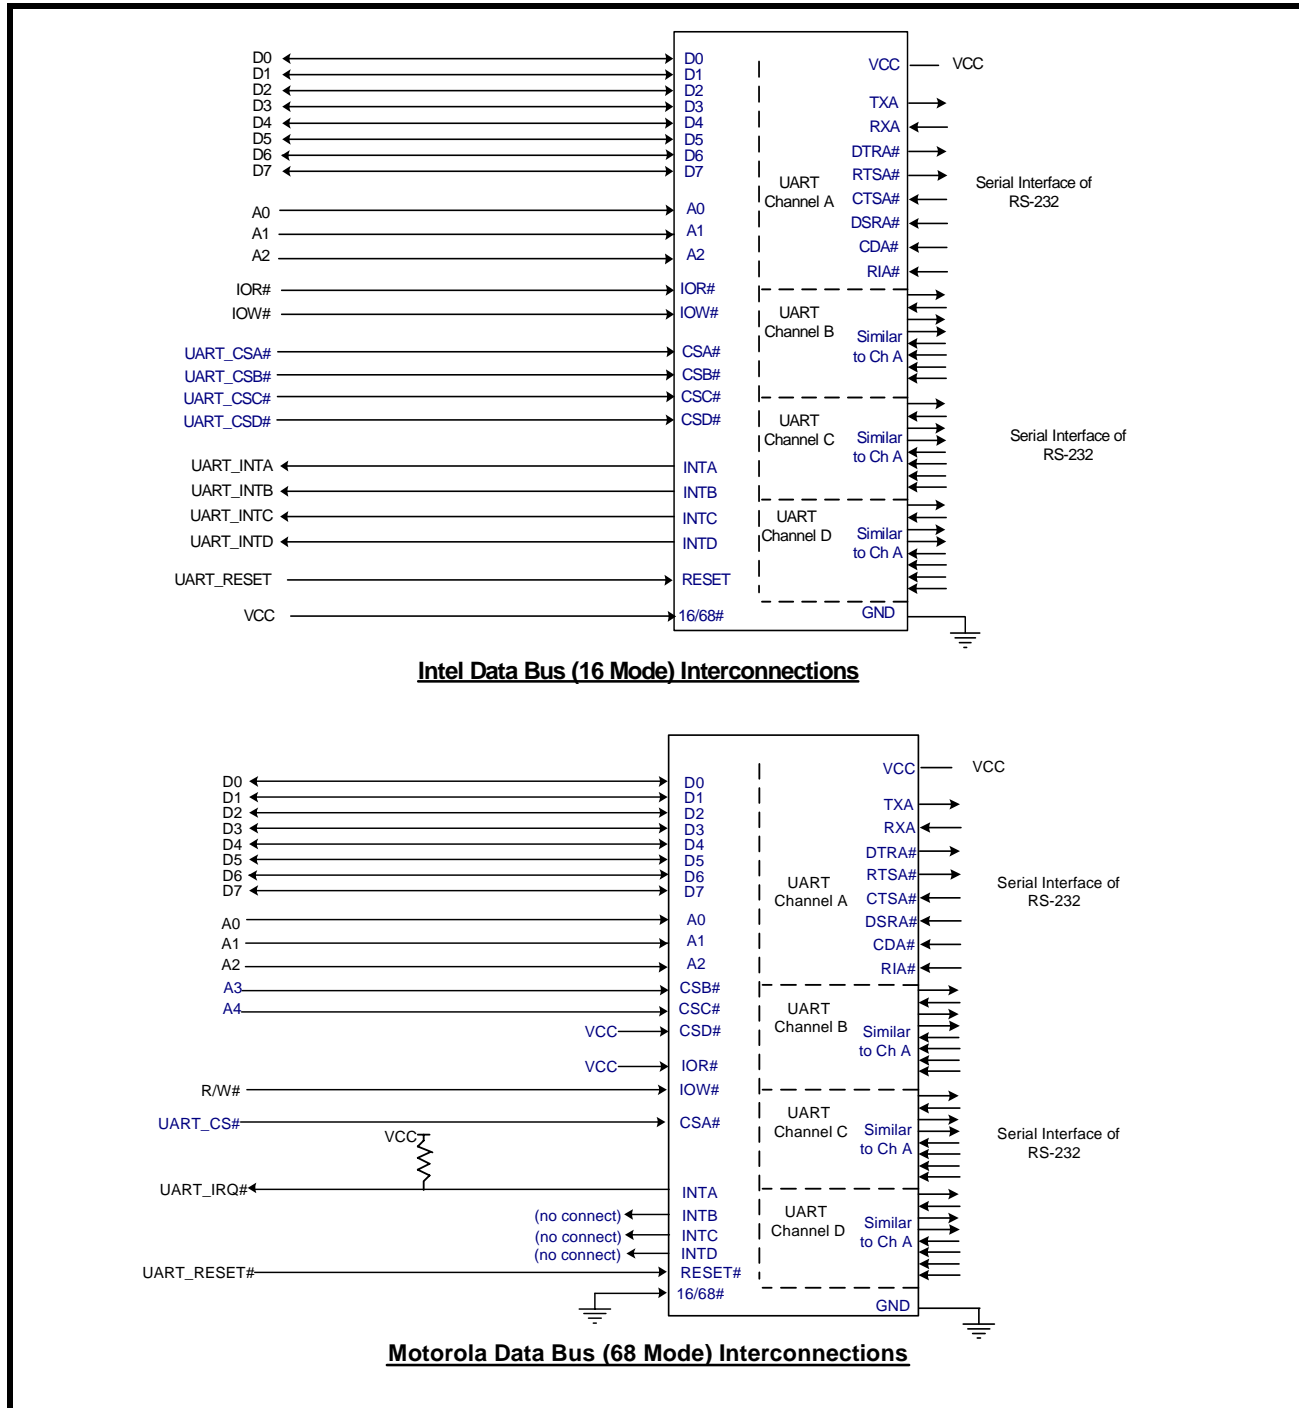 D0 D0 VCC VCC
D1 D1
D2 D2
D3 D3 TXA
D4 D4 RXA
D5 D5
D6 D6 DTRA#
D7 D7 RTSA#
UART
Channel A
Serial Interface of
RS-232
A0 A0 CTSA#
A1 A1 DSRA#
A2 A2 CDA#
RIA#
IOR# IOR#
IOW# IOW#
UART
Channel B
Similar
to Ch A
UART_CSA# CSA#
UART_CSB# CSB#
UART_CSC# CSC#
UART_CSD# CSD#
UART
Channel C
Similar
to Ch A
Serial Interface of
RS-232
UART_INTA INTA
UART_INTB INTB
UART_INTC INTC
UART_INTD INTD
UART
Channel D
Similar
to Ch A
UART_RESET RESET
VCC 16/68# GND
Intel Data Bus (16 Mode) Interconnections
VCC VCC
D0 D0
D1 D1
D2 D2
D3 D3
D4 D4
D5 D5
D6 D6
D7 D7
TXA
RXA
DTRA#
RTSA#
CTSA#
DSRA#
CDA#
RIA#
UART
Channel A
Serial Interface of
RS-232
A0 A0
A1 A1
A2 A2
A3 CSB#
A4 CSC#
VCC CSD#
VCC IOR#
R/W# IOW#
UART
Channel B
Similar
to Ch A
UART_CS# CSA#
VCC
UART
Channel C
Similar
to Ch A
Serial Interface of
RS-232
UART_IRQ# INTA
(no connect) INTB
(no connect) INTC
(no connect) INTD
UART
Channel D
Similar
to Ch A
UART_RESET# RESET#
16/68#
GND
Motorola Data Bus (68 Mode) Interconnections